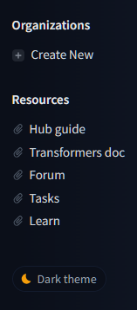 Organizations
Create New
Resources
Hub guide
Transformers doc
Forum
Tasks
Learn
Dark theme